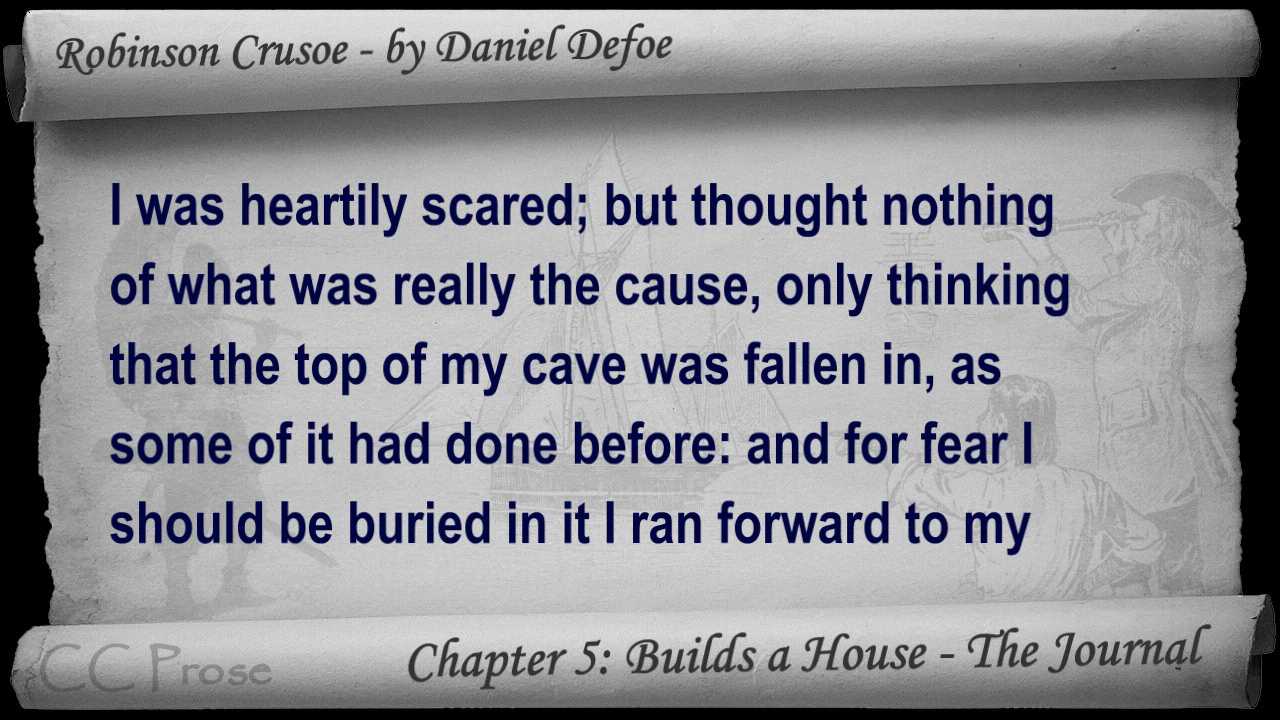 Robinson Crusoe - by Daniel Defoe
I was heartily scared; but thought nothing
of what was really the cause, only thinking
that the top of my cave was fallen in, as
some of it had done before: and for fear I
should be buried in it I ran forward to my
CC Prose
Chapter 5: Builds a House - The Journal